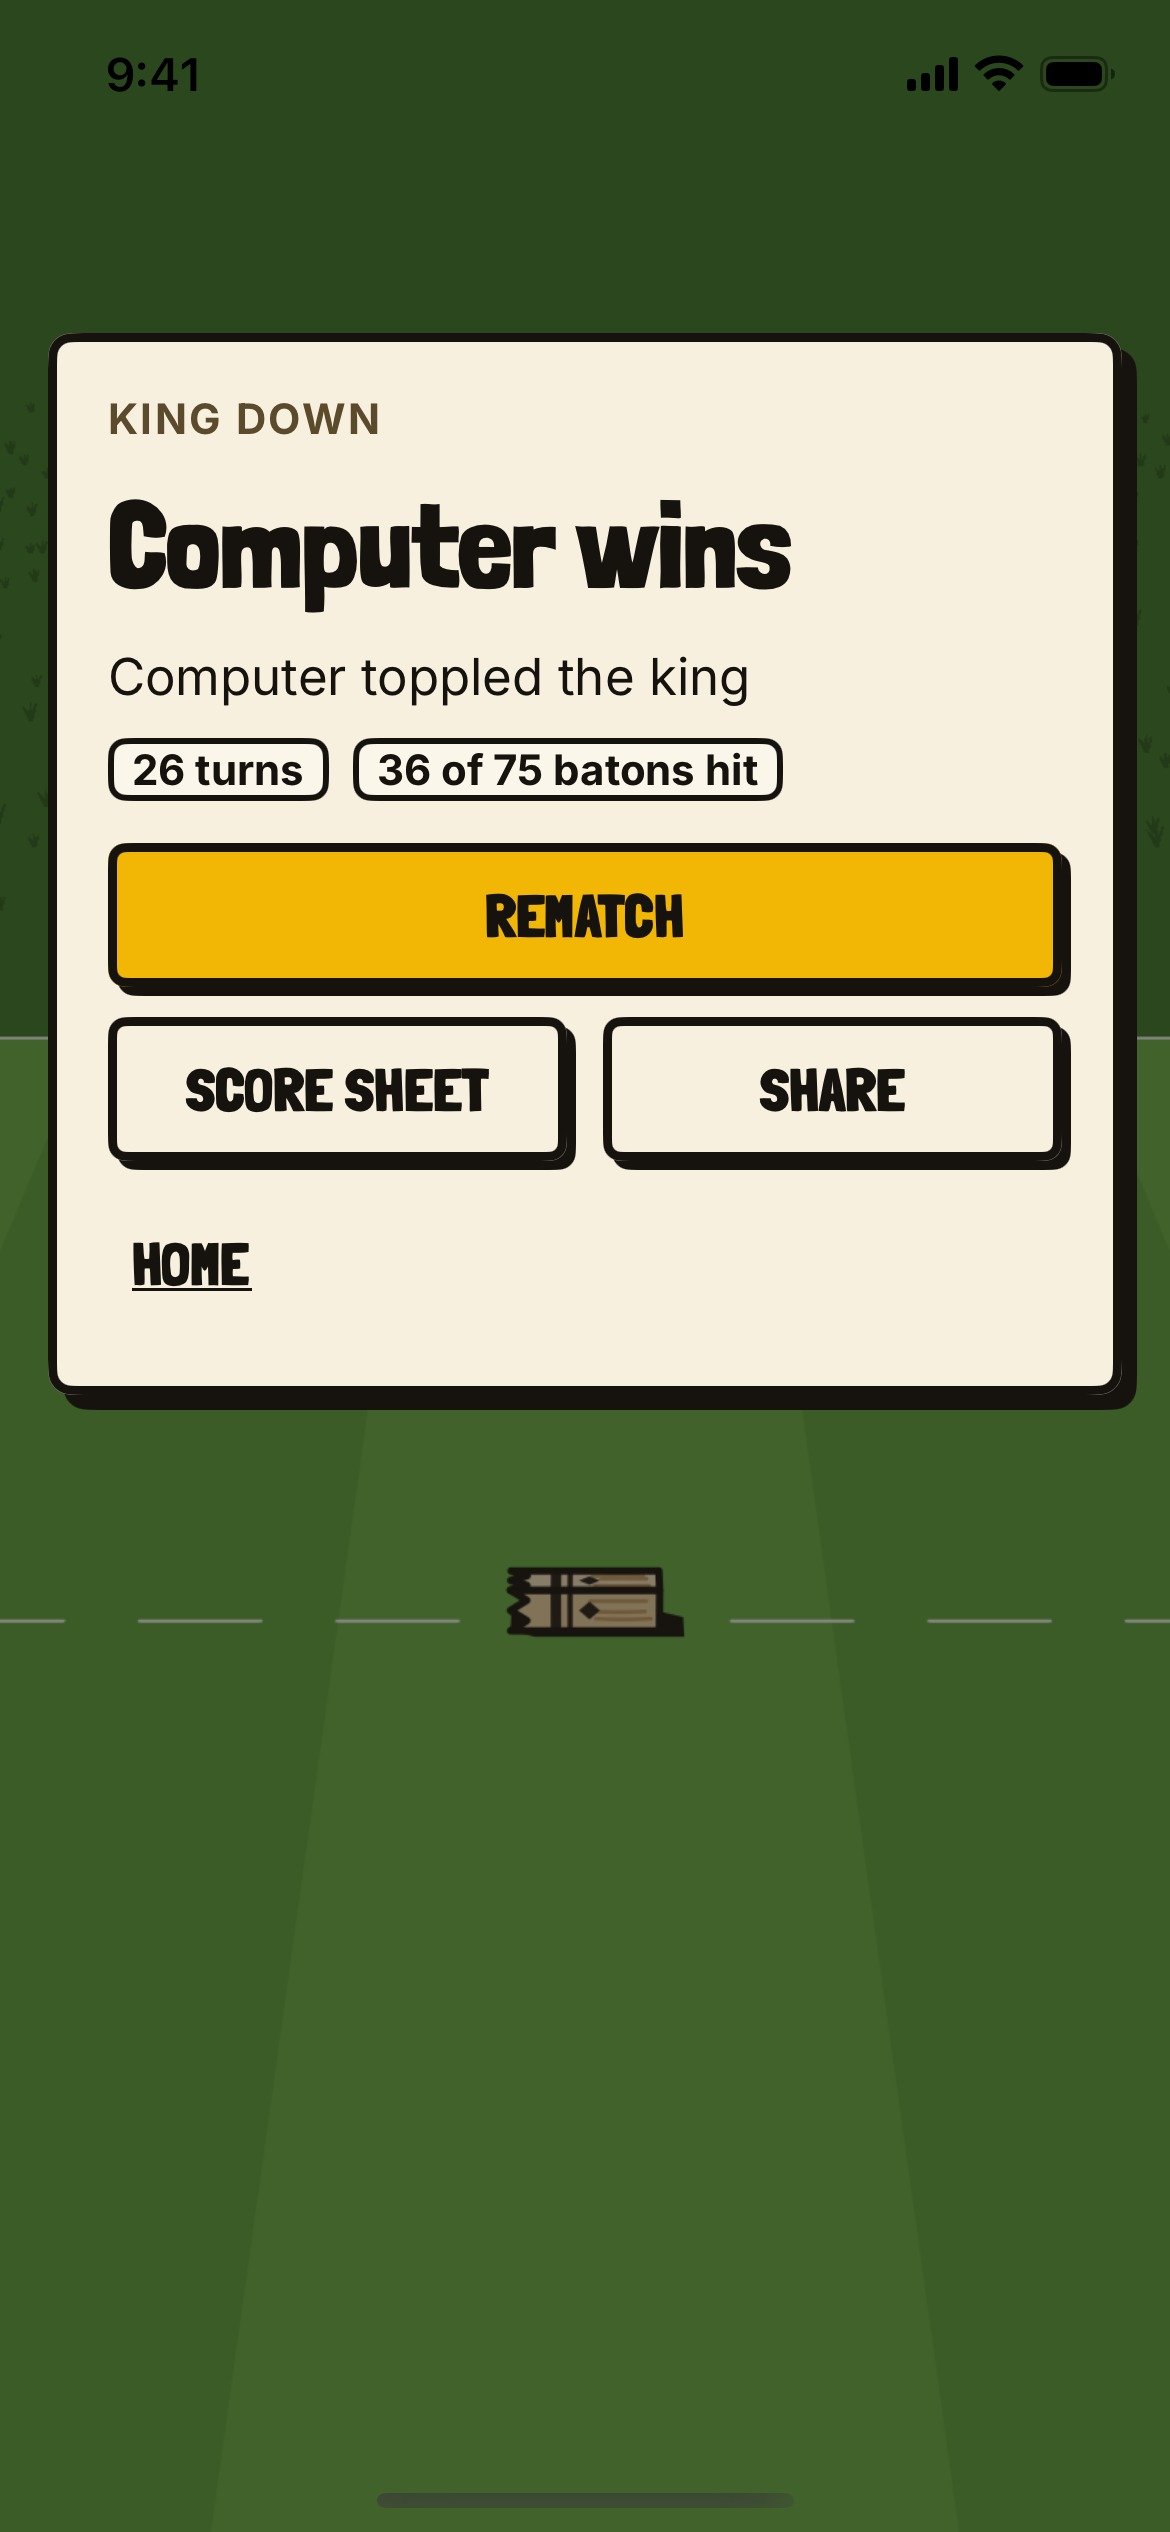 9:41
KING DOWN
Computer wins
Computer toppled the king
26 turns 36 of 75 batons hit
REMATCH
SCORE SHEET SHARE
HOME